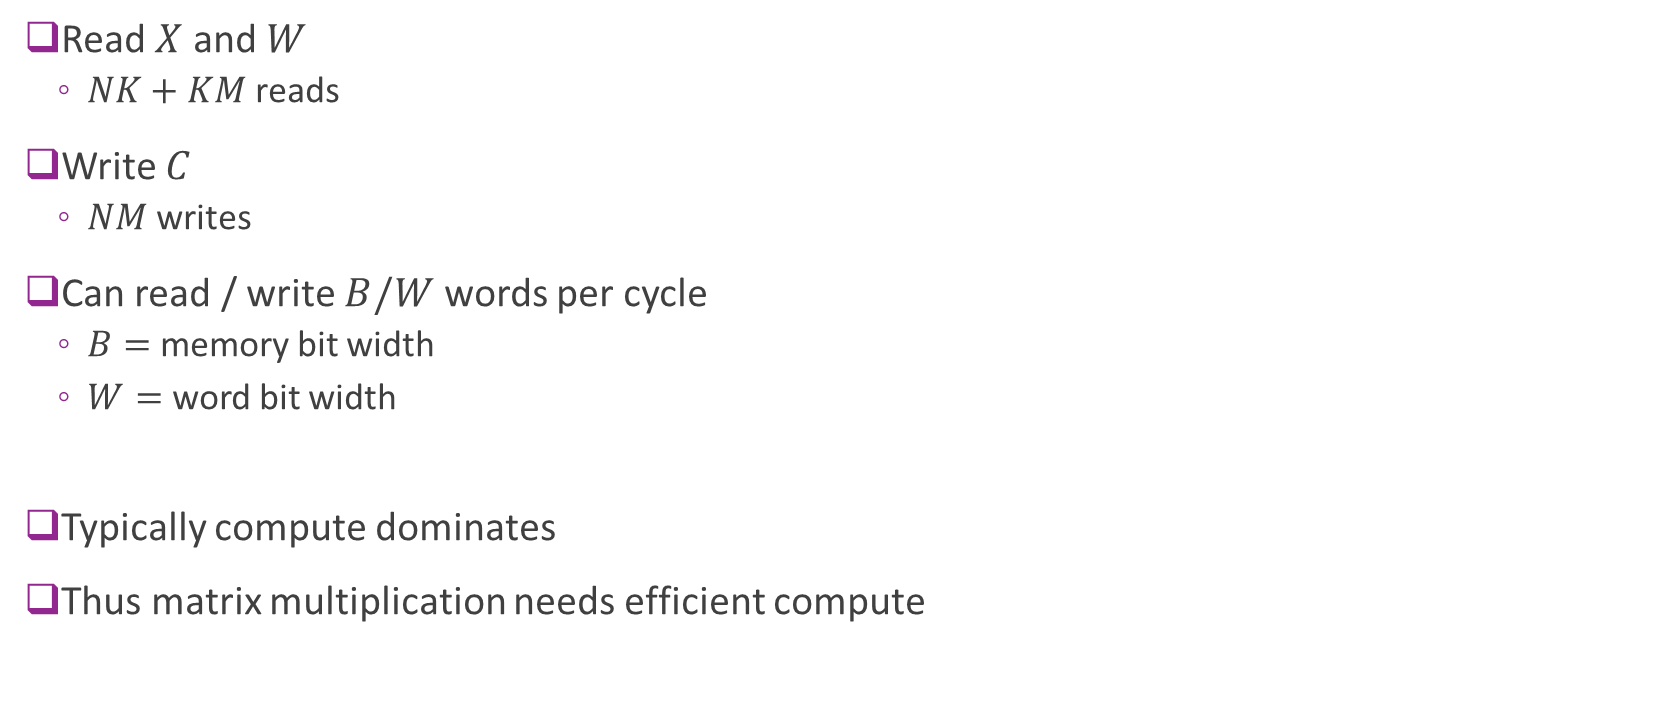 ❑Read 𝑋 and 𝑊
◦ 𝑁𝐾 + 𝐾𝑀 reads
❑Write 𝐶
◦ 𝑁𝑀 writes
❑Can read / write 𝐵/𝑊 words per cycle
◦ 𝐵 = memory bit width
◦ 𝑊 = word bit width
❑Typically compute dominates
❑Thus matrix multiplication needs efficient compute